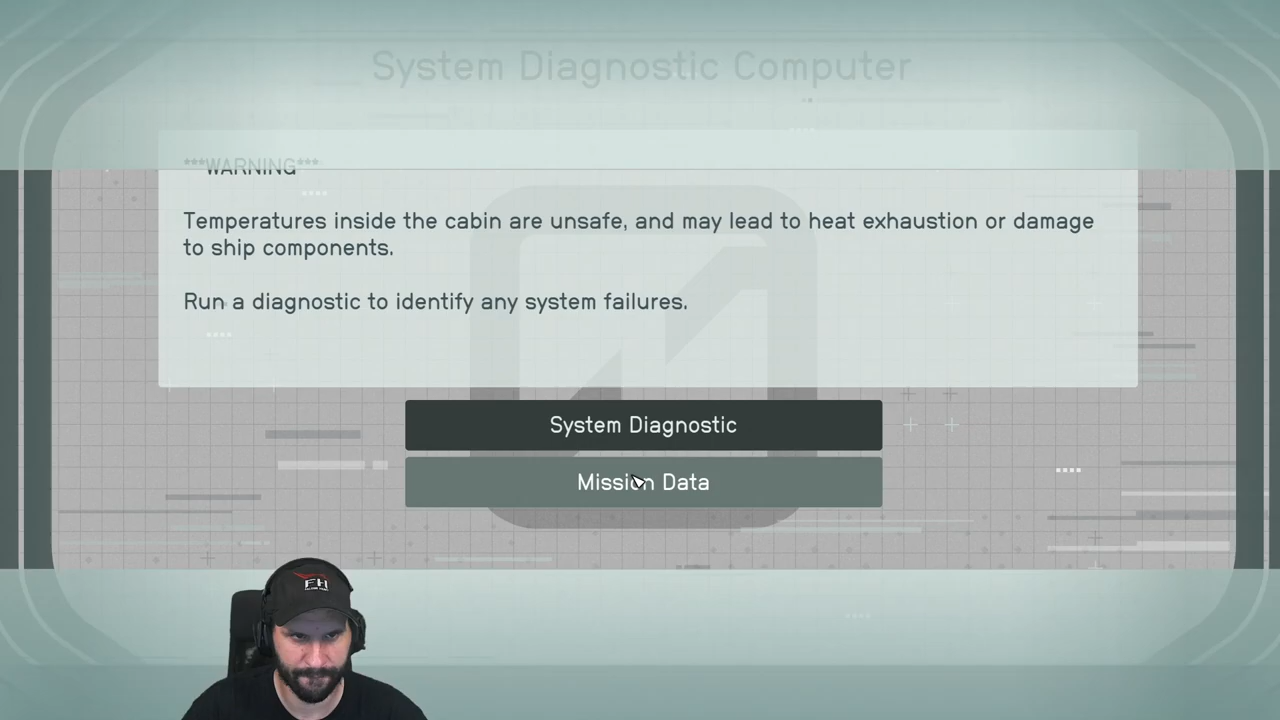 System Diagnostic Computer
***WARNING***
Temperatures inside the cabin are unsafe, and may lead to heat exhaustion or damage
to ship components.
Run a diagnostic to identify any system failures.
System Diagnostic
Mission Data
FH